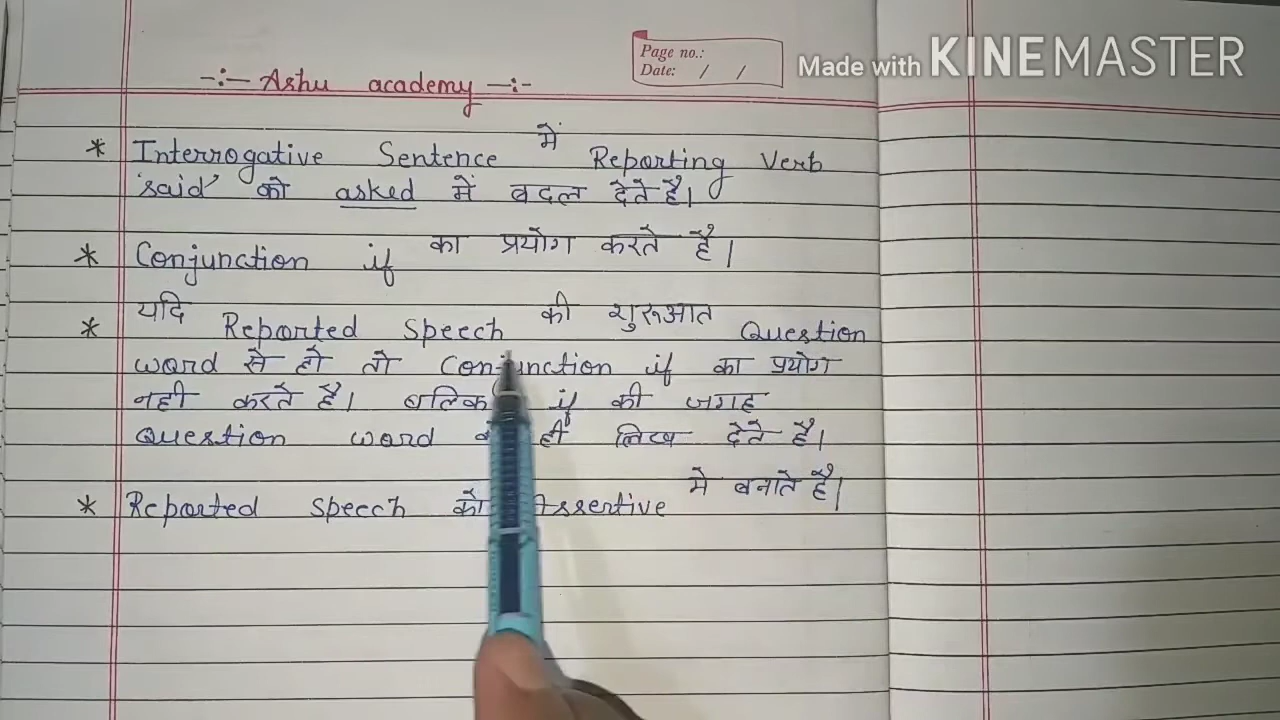 Page no.:
Date: / /
Made with KINEMASTER
-:- Ashu academy -:-
* Interrogative Sentence में Reporting Verb
'said' को asked में बदल देते है।
* Conjunction if का प्रयोग करते है।
* यदि Reported Speech की शुरुआत Question
word से हो तो Conjunction if का प्रयोग
नही करते है। बल्कि if की जगह
Question word ही लिख देते है।
* Reported Speech को Assertive मे बनाते है।